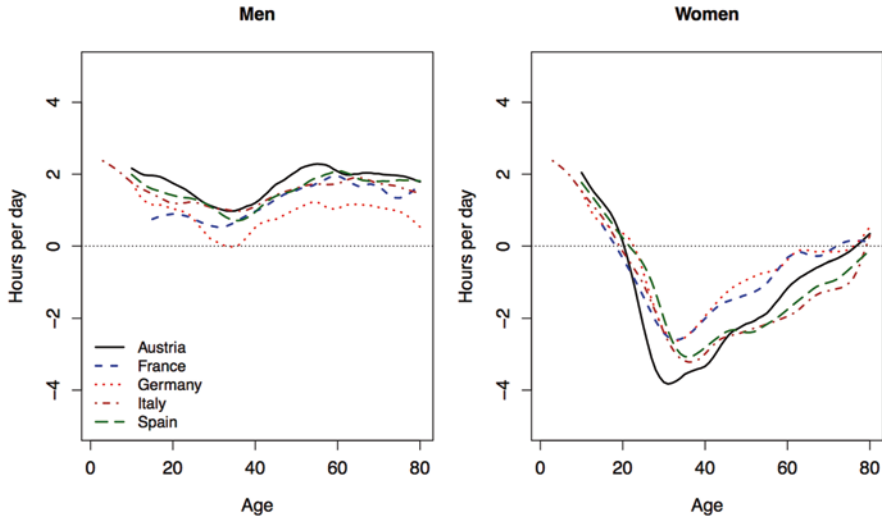 Men
Hours per day
4
2
0
−2
−4
Austria
France
Germany
Italy
Spain
0 20 40 60 80
Age
Women
Hours per day
4
2
0
−2
−4
0 20 40 60 80
Age